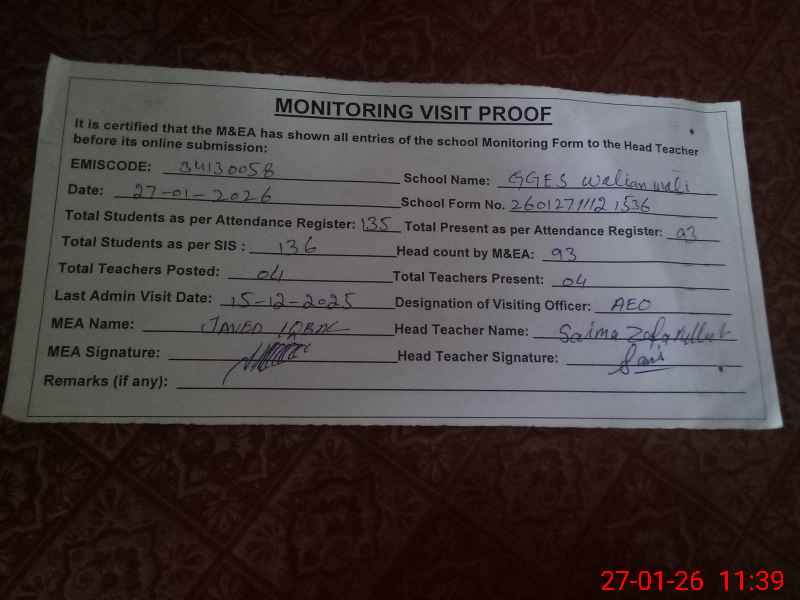 MONITORING VISIT PROOF
It is certified that the M&EA has shown all entries of the school Monitoring Form to the Head Teacher
before its online submission:
EMISCODE: 34130058 School Name: GGES Walian wali
Date: 27-01-2026 School Form No.
Total Students as per Attendance Register: 135 Total Present as per Attendance Register: 93
Total Students as per SIS : 136 Head count by M&EA: 93
Total Teachers Posted: 04 Total Teachers Present: 04
Last Admin Visit Date: 15-12-2025 Designation of Visiting Officer: AEO
MEA Name: JAVED IQBAL Head Teacher Name: Saima
MEA Signature: Head Teacher Signature:
Remarks (if any):
27-01-26 11:39